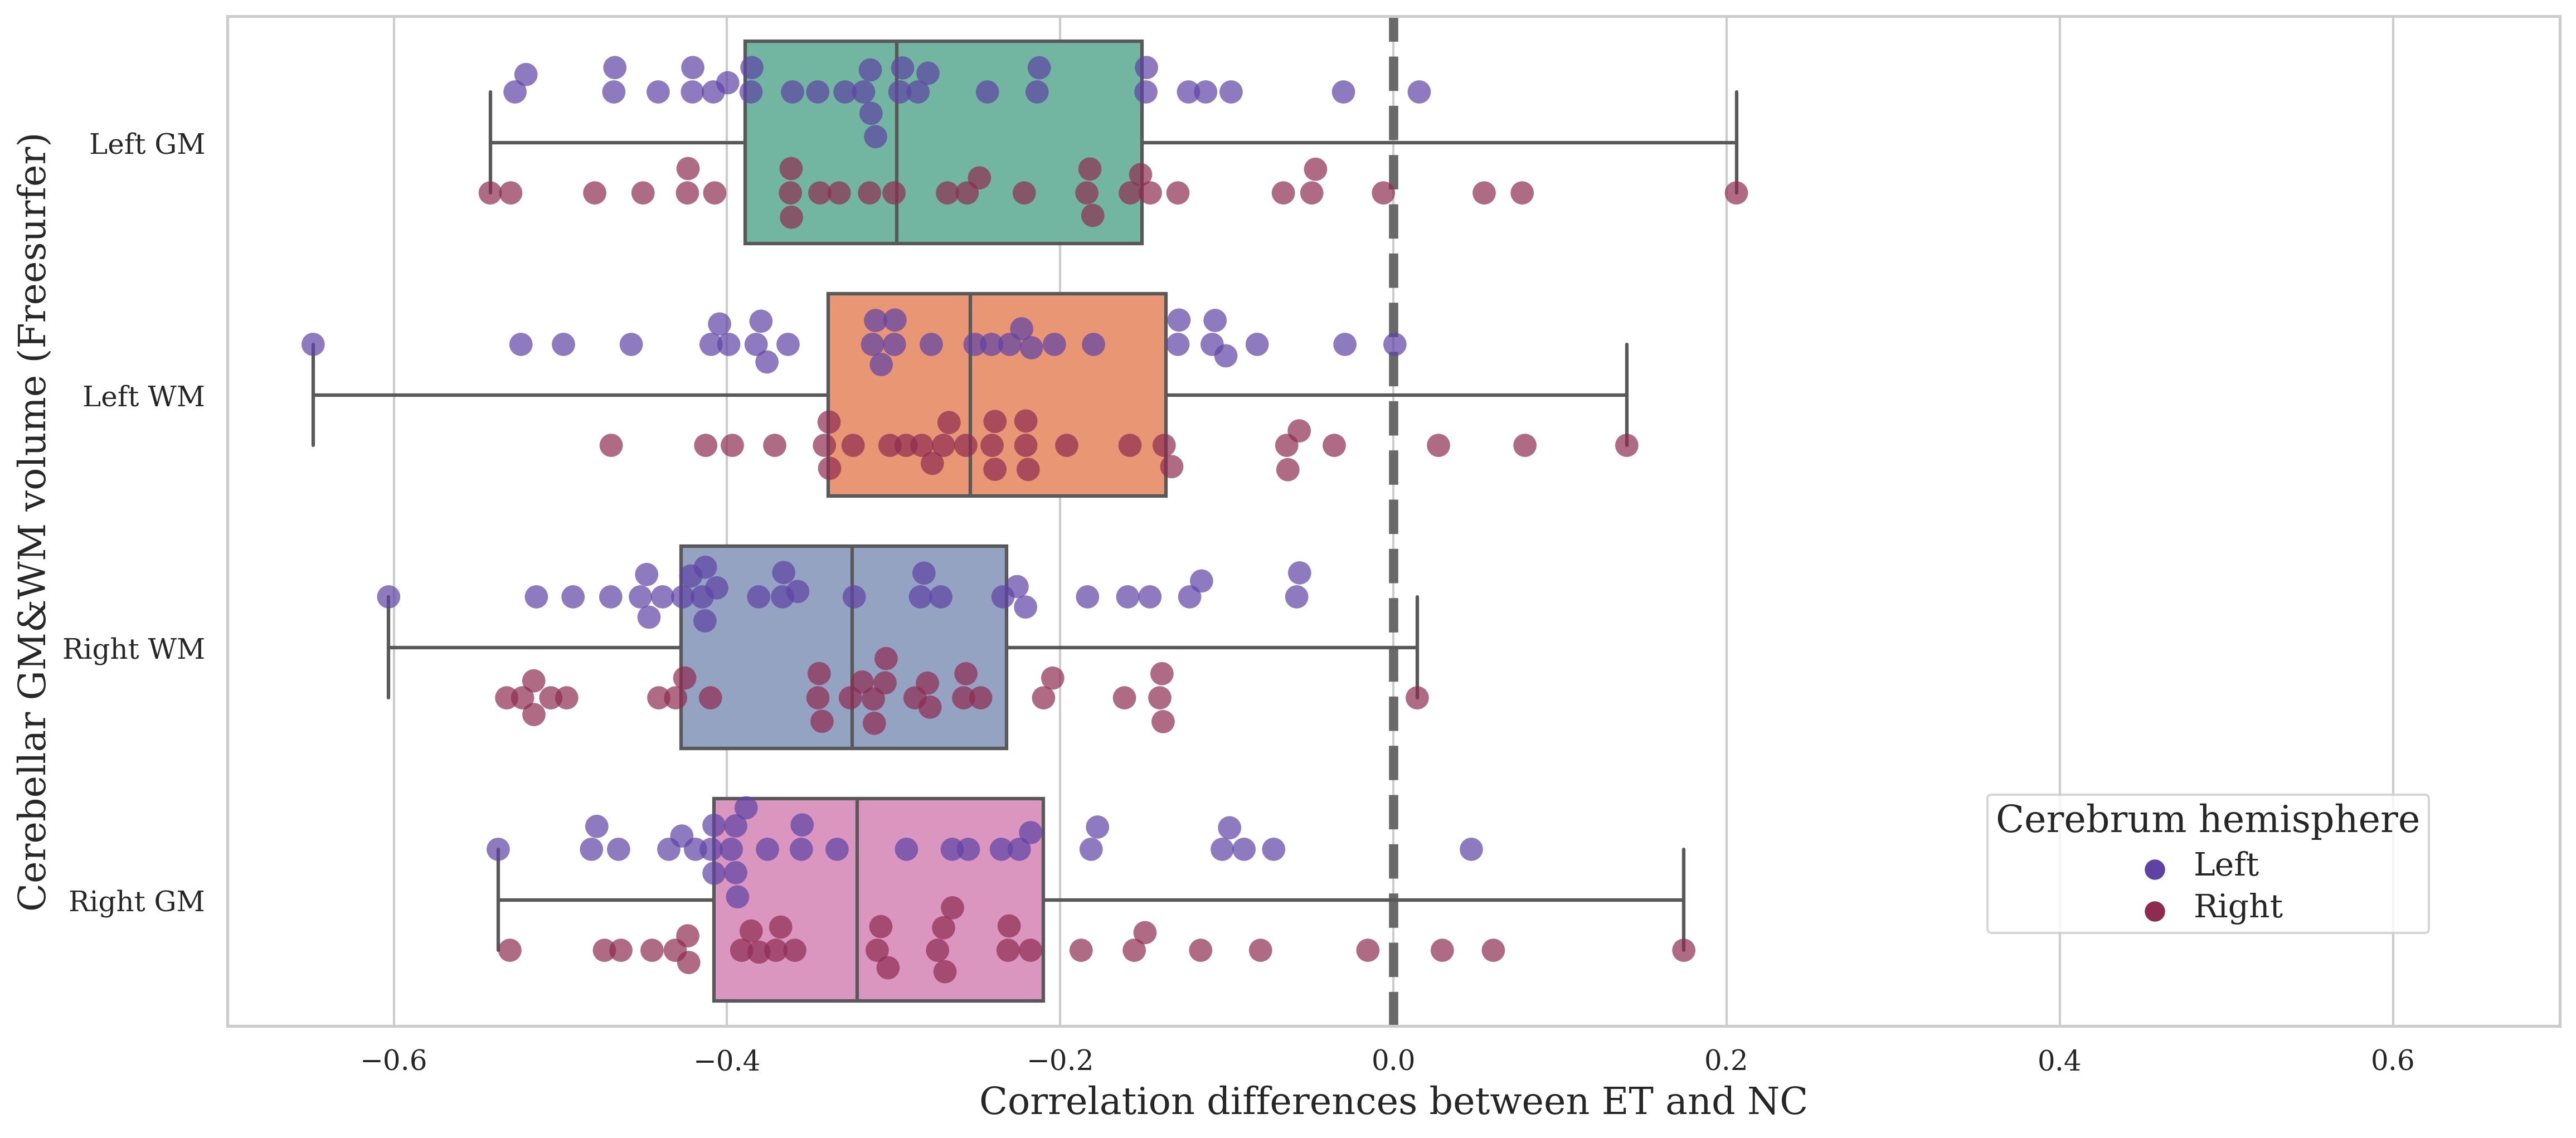 Cerebellar GM&WM volume (Freesurfer)
Left GM
Left WM
Right WM
Right GM
Cerebrum hemisphere
Left
Right
−0.6 −0.4 −0.2 0.0 0.2 0.4 0.6
Correlation differences between ET and NC